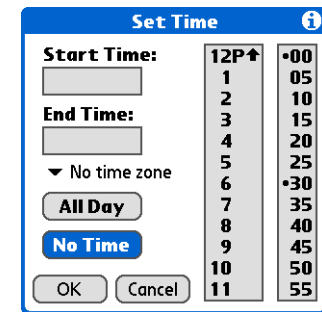 Set Time
Start Time:
End Time:
No time zone
All Day
No Time
OK
Cancel
12P
1
2
3
4
5
6
7
8
9
10
11
•00
05
10
15
20
25
•30
35
40
45
50
55